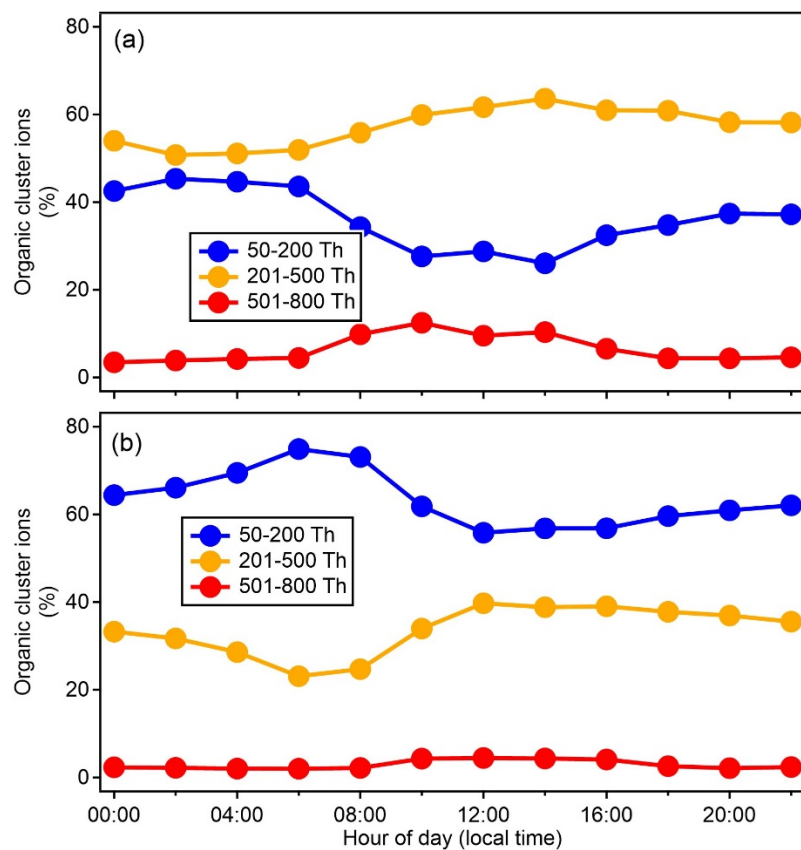 (a)
80
60
40
20
0
Organic cluster ions
(%)
50-200 Th
201-500 Th
501-800 Th
(b)
80
60
40
20
0
Organic cluster ions
(%)
50-200 Th
201-500 Th
501-800 Th
00:00 04:00 08:00 12:00 16:00 20:00
Hour of day (local time)